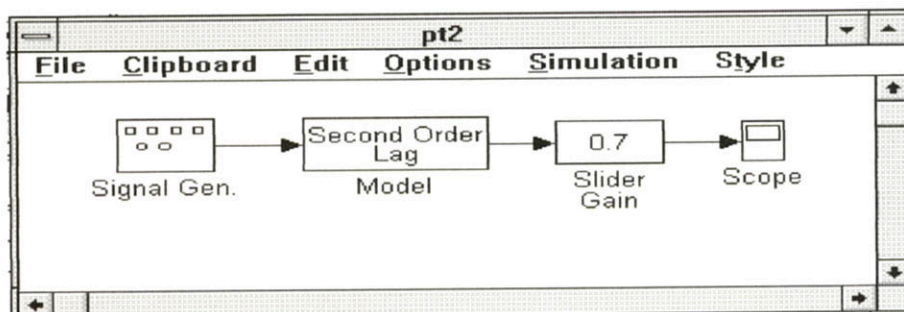 pt2
File Clipboard Edit Options Simulation Style
Second Order
Lag
0.7
Signal Gen.
Model
Slider
Gain
Scope